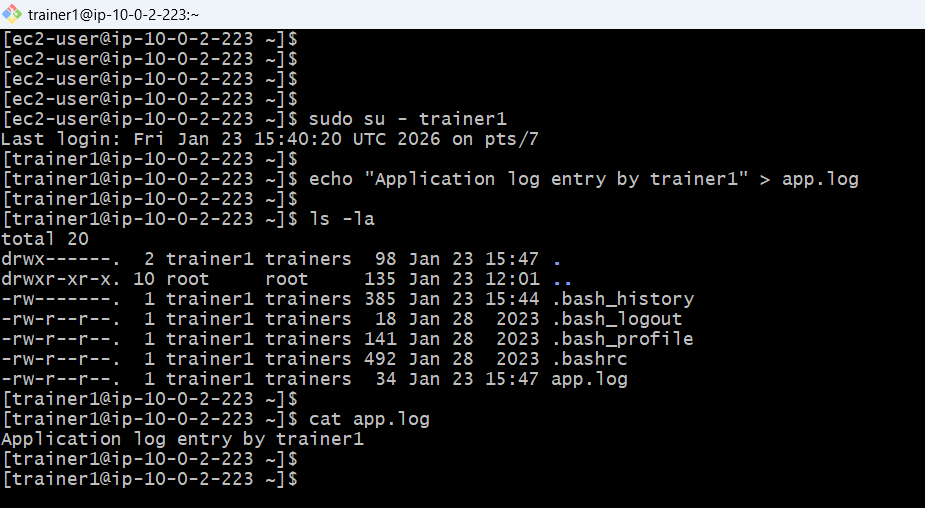 trainer1@ip-10-0-2-223:~
[ec2-user@ip-10-0-2-223 ~]$
[ec2-user@ip-10-0-2-223 ~]$
[ec2-user@ip-10-0-2-223 ~]$
[ec2-user@ip-10-0-2-223 ~]$
[ec2-user@ip-10-0-2-223 ~]$ sudo su - trainer1
Last login: Fri Jan 23 15:40:20 UTC 2026 on pts/7
[trainer1@ip-10-0-2-223 ~]$
[trainer1@ip-10-0-2-223 ~]$ echo "Application log entry by trainer1" > app.log
[trainer1@ip-10-0-2-223 ~]$
[trainer1@ip-10-0-2-223 ~]$ ls -la
total 20
drwx------.  2 trainer1 trainers  98 Jan 23 15:47 .
drwxr-xr-x. 10 root     root     135 Jan 23 12:01 ..
-rw-------.  1 trainer1 trainers 385 Jan 23 15:44 .bash_history
-rw-r--r--.  1 trainer1 trainers  18 Jan 28  2023 .bash_logout
-rw-r--r--.  1 trainer1 trainers 141 Jan 28  2023 .bash_profile
-rw-r--r--.  1 trainer1 trainers 492 Jan 28  2023 .bashrc
-rw-r--r--.  1 trainer1 trainers  34 Jan 23 15:47 app.log
[trainer1@ip-10-0-2-223 ~]$
[trainer1@ip-10-0-2-223 ~]$ cat app.log
Application log entry by trainer1
[trainer1@ip-10-0-2-223 ~]$
[trainer1@ip-10-0-2-223 ~]$